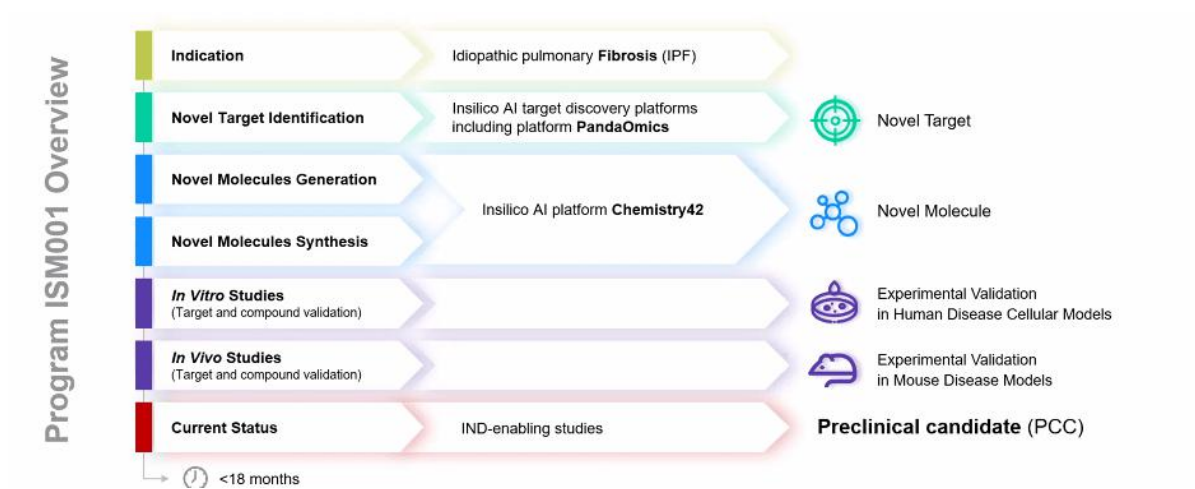 Program ISM001 Overview
Indication
Idiopathic pulmonary Fibrosis (IPF)
Novel Target Identification
Insilico AI target discovery platforms
including platform PandaOmics
Novel Target
Novel Molecules Generation
Insilico AI platform Chemistry42
Novel Molecule
Novel Molecules Synthesis
In Vitro Studies
(Target and compound validation)
Experimental Validation
in Human Disease Cellular Models
In Vivo Studies
(Target and compound validation)
Experimental Validation
in Mouse Disease Models
Current Status
IND-enabling studies
Preclinical candidate (PCC)
<18 months